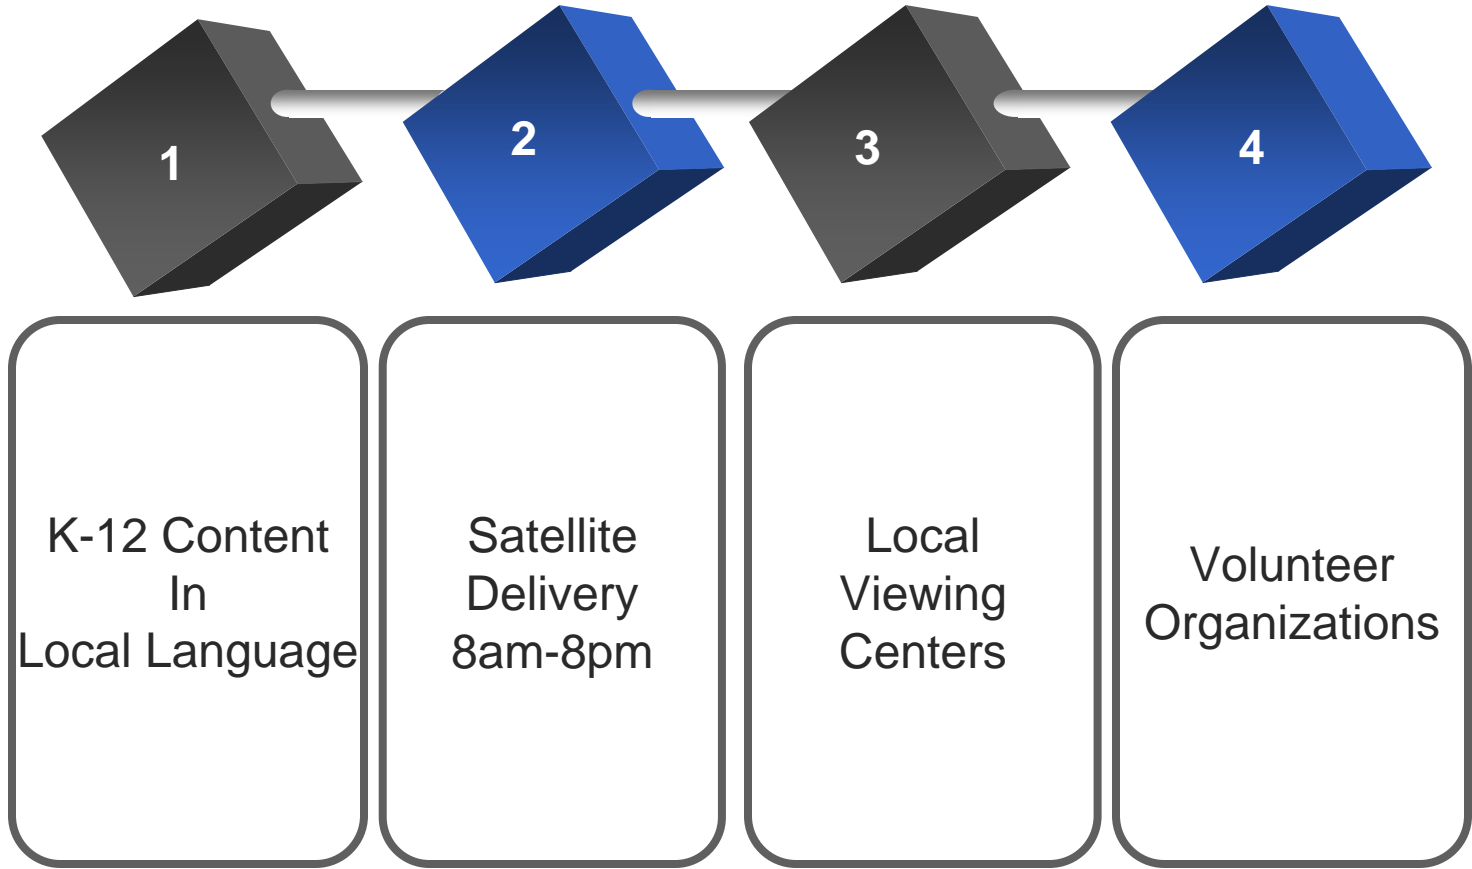 1
2
3
4
K-12 Content
In
Local Language
Satellite
Delivery
8am-8pm
Local
Viewing
Centers
Volunteer
Organizations